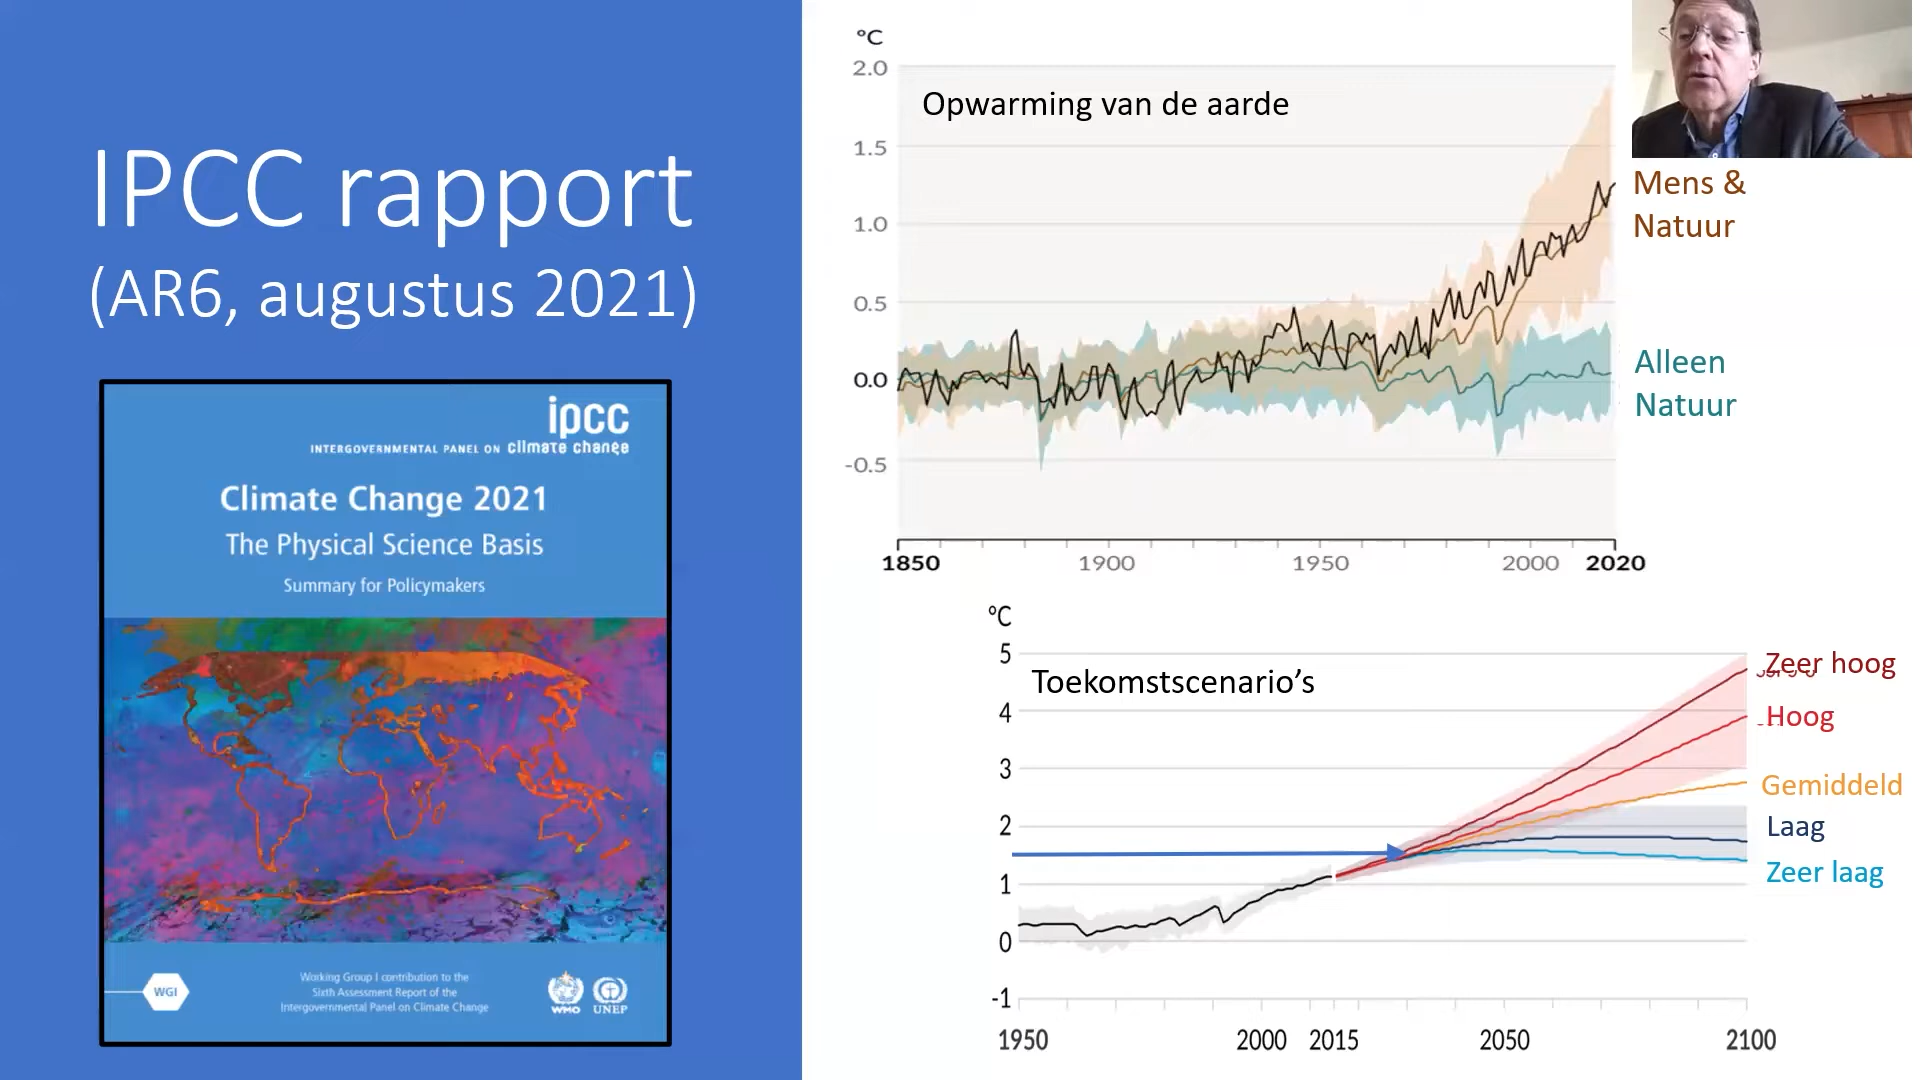 IPCC rapport
(AR6, augustus 2021)
ipcc
INTERGOVERNMENTAL PANEL ON climate change
Climate Change 2021
The Physical Science Basis
Summary for Policymakers
WGI
Working Group I contribution to the
Sixth Assessment Report of the
Intergovernmental Panel on Climate Change
WMO
UNEP
°C
2.0
Opwarming van de aarde
1.5
1.0
0.5
0.0
-0.5
1850
1900
1950
2000
2020
Mens &
Natuur
Alleen
Natuur
°C
5
Toekomstscenario's
4
3
2
1
0
-1
1950
2000
2015
2050
2100
Zeer hoog
Hoog
Gemiddeld
Laag
Zeer laag